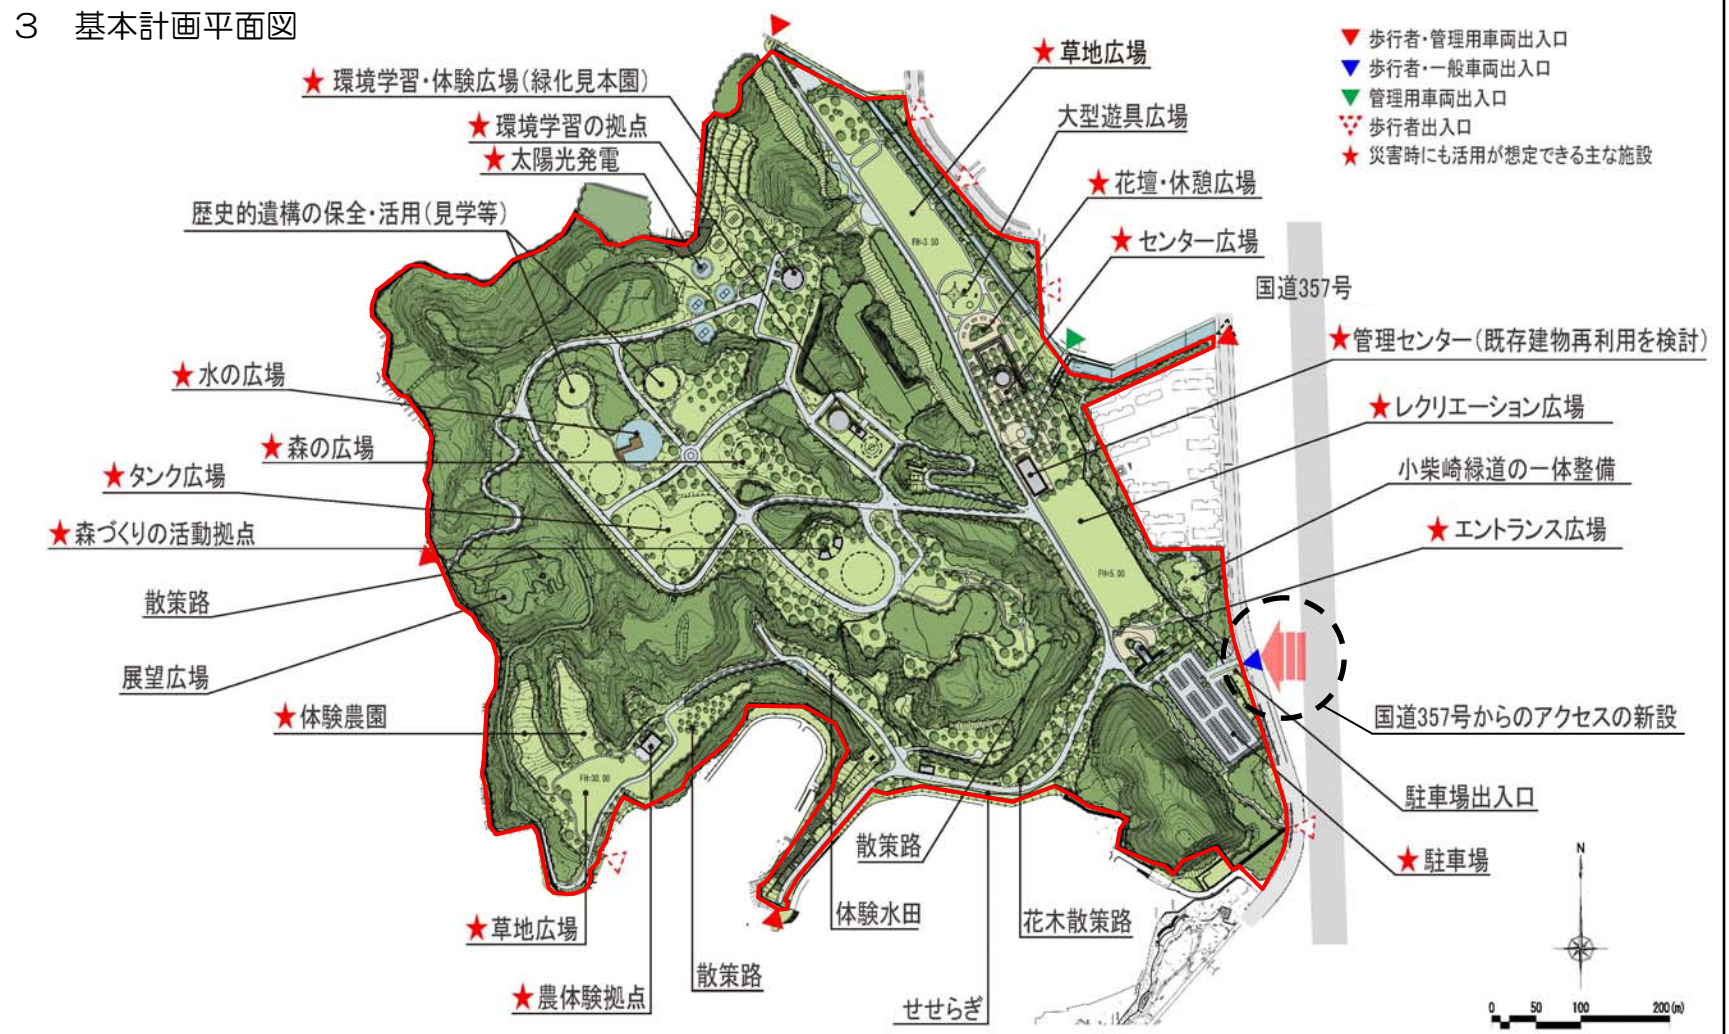 ３　基本計画平面図
歩行者・管理用車両出入口
歩行者・一般車両出入口
管理用車両出入口
歩行者出入口
★ 災害時にも活用が想定できる主な施設
★ 草地広場
★ 環境学習・体験広場(緑化見本園)
大型遊具広場
★ 環境学習の拠点
★ 太陽光発電
★ 花壇・休憩広場
歴史的遺構の保全・活用(見学等)
★ センター広場
FH=3.50
国道357号
★管理センター(既存建物再利用を検討)
★水の広場
★レクリエーション広場
★森の広場
小柴崎緑道の一体整備
★タンク広場
★エントランス広場
★森づくりの活動拠点
FH=5.00
散策路
展望広場
★体験農園
国道357号からのアクセスの新設
FH=30.00
駐車場出入口
散策路
★駐車場
★草地広場
体験水田
花木散策路
散策路
★農体験拠点
せせらぎ
N
0 50 100 200(m)